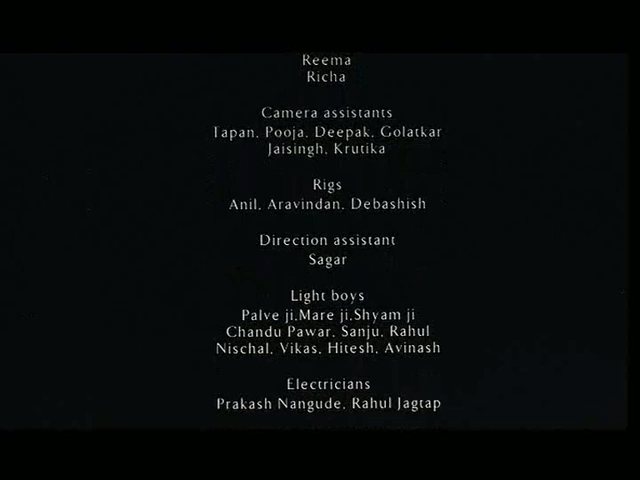 Reema
Richa
Camera assistants
Tapan, Pooja, Deepak, Golatkar
Jaisingh, Krutika
Rigs
Anil, Aravindan, Debashish
Direction assistant
Sagar
Light boys
Palve ji,Mare ji,Shyam ji
Chandu Pawar, Sanju, Rahul
Nischal, Vikas, Hitesh, Avinash
Electricians
Prakash Nangude, Rahul Jagtap